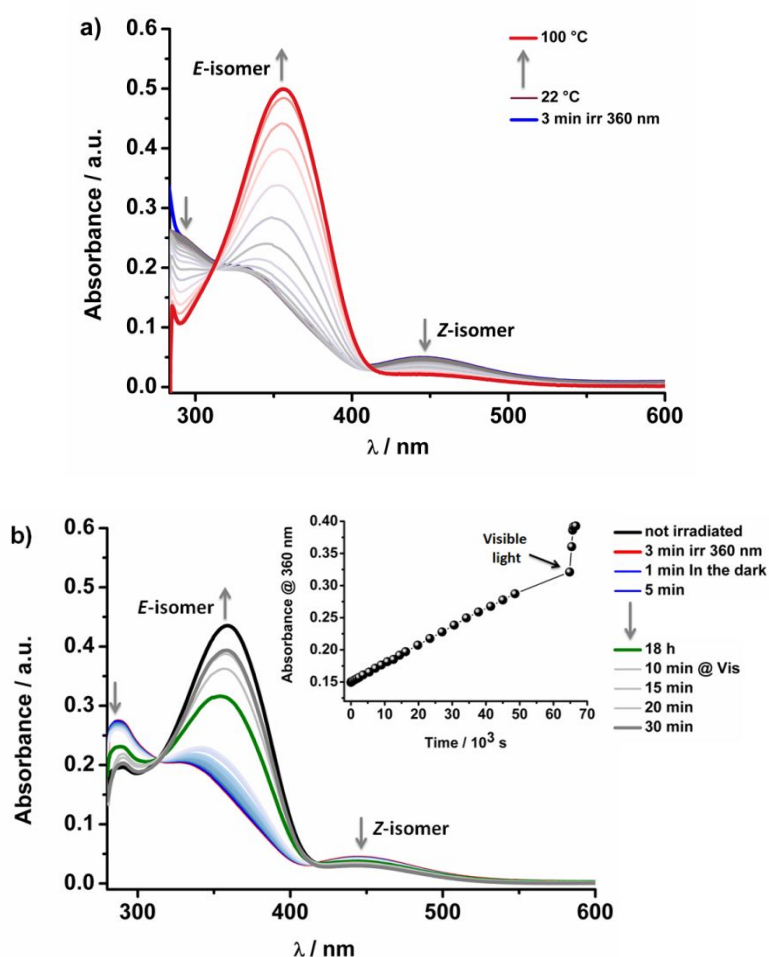 a)
0.6
0.5
0.4
0.3
0.2
0.1
0.0
Absorbance / a.u.
E-isomer
Z-isomer
100 °C
22 °C
3 min irr 360 nm
300
400
500
600
λ / nm
b)
0.6
0.5
0.4
0.3
0.2
0.1
0.0
Absorbance / a.u.
E-isomer
Z-isomer
0.40
0.35
0.30
0.25
0.20
0.15
Absorbance @ 360 nm
Visible
light
0 10 20 30 40 50 60 70
Time / 10³ s
not irradiated
3 min irr 360 nm
1 min In the dark
5 min
18 h
10 min @ Vis
15 min
20 min
30 min
300
400
500
600
λ / nm